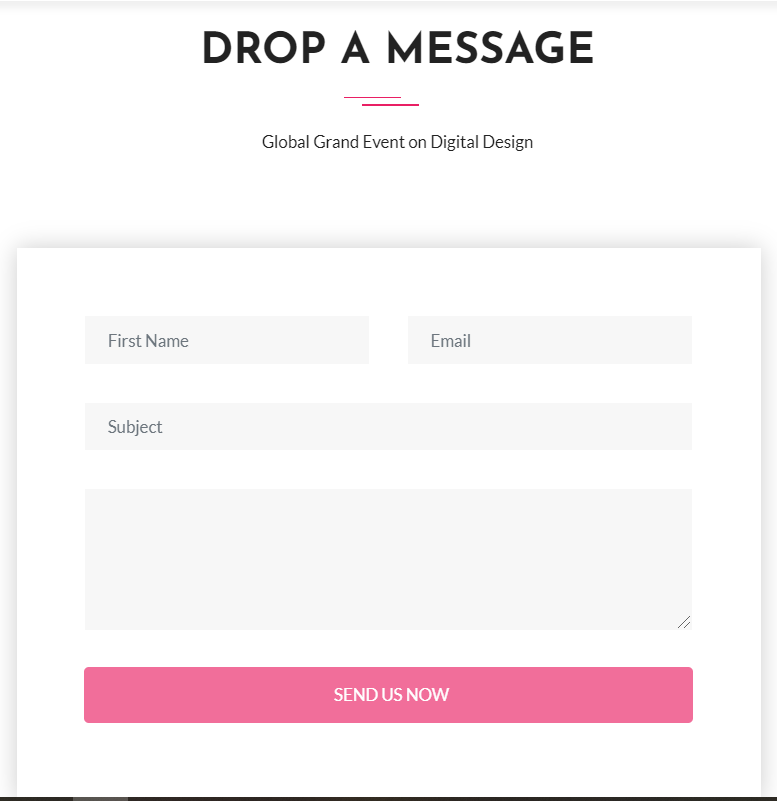 DROP A MESSAGE
Global Grand Event on Digital Design
First Name
Email
Subject
SEND US NOW